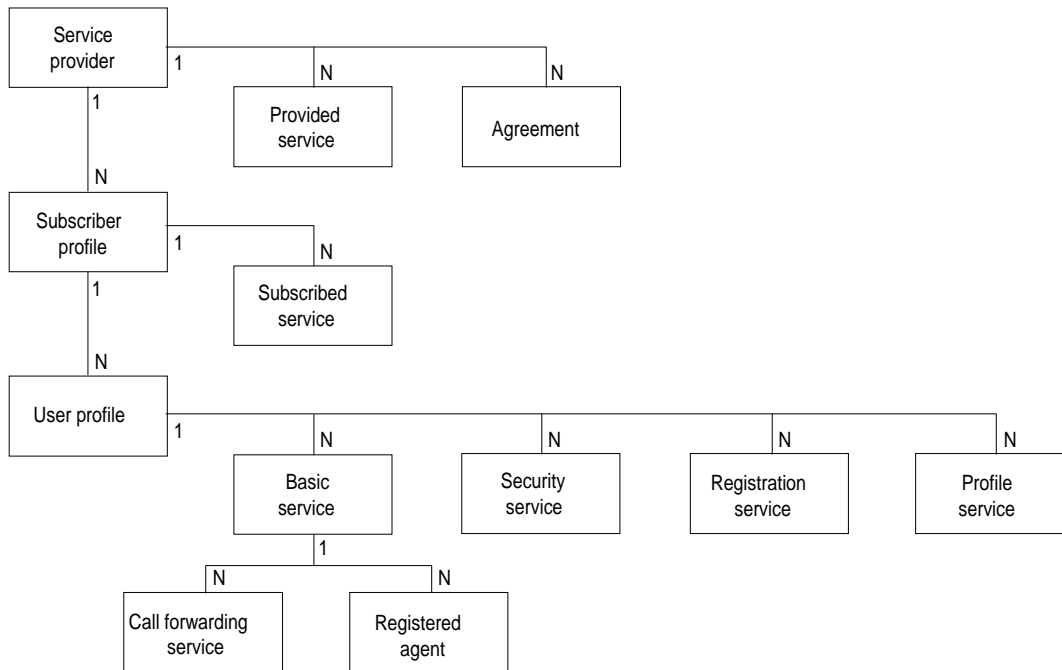 Service
provider
1
N
N
1
Provided
service
Agreement
N
Subscriber
profile
1
N
1
Subscribed
service
N
User profile
1
N
N
N
N
Basic
service
Security
service
Registration
service
Profile
service
1
N
N
Call forwarding
service
Registered
agent